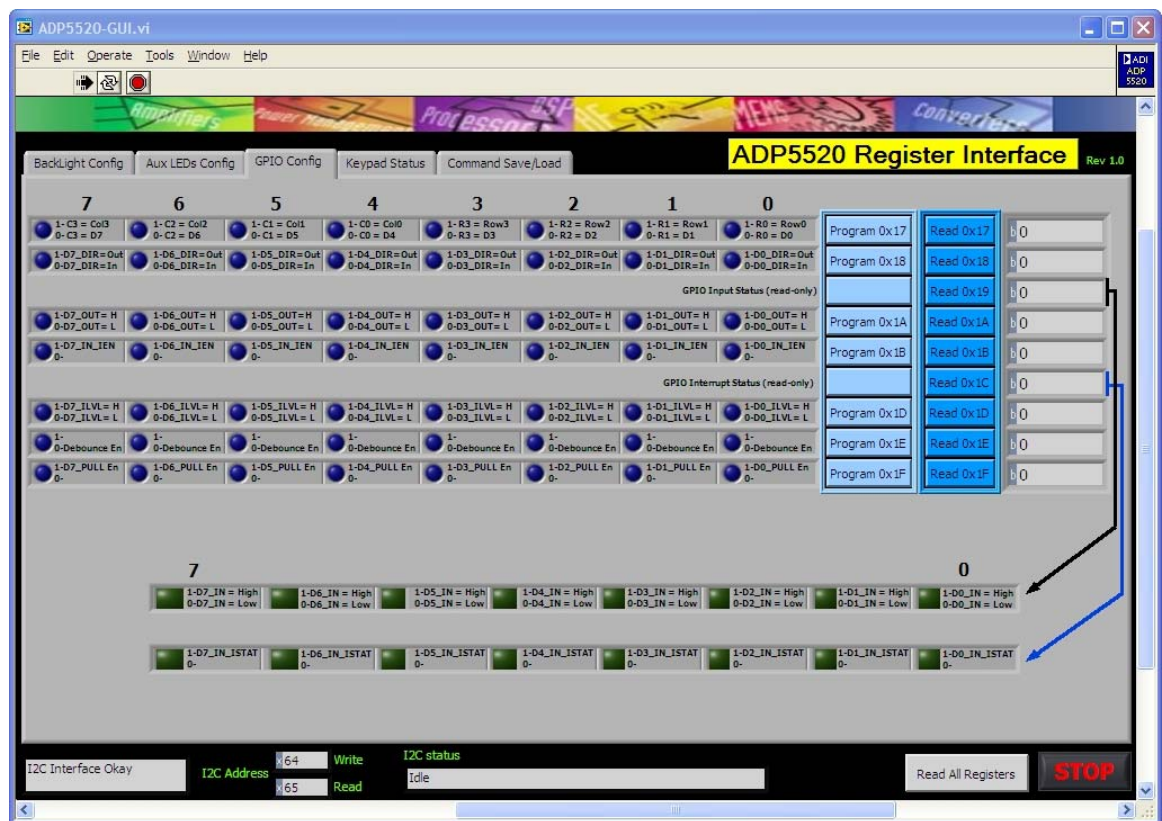 ADP5520-GUI.vi
File Edit Operate Tools Window Help
ADI
ADP
5520
Amplifiers Power Management Processor DSP MEMS Converters
ADP5520 Register Interface Rev 1.0
BackLight Config Aux LEDs Config GPIO Config Keypad Status Command Save/Load
7 6 5 4 3 2 1 0
1- C3 = Col3 1- C2 = Col2 1- C1 = Col1 1- C0 = Col0 1- R3 = Row3 1- R2 = Row2 1- R1 = Row1 1- R0 = Row0
0- C3 = D7 0- C2 = D6 0- C1 = D5 0- C0 = D4 0- R3 = D3 0- R2 = D2 0- R1 = D1 0- R0 = D0
Program 0x17 Read 0x17 b 0
1-D7_DIR=Out 1-D6_DIR=Out 1-D5_DIR=Out 1-D4_DIR=Out 1-D3_DIR=Out 1-D2_DIR=Out 1-D1_DIR=Out 1-D0_DIR=Out
0-D7_DIR=In 0-D6_DIR=In 0-D5_DIR=In 0-D4_DIR=In 0-D3_DIR=In 0-D2_DIR=In 0-D1_DIR=In 0-D0_DIR=In
Program 0x18 Read 0x18 b 0
GPIO Input Status (read-only) Read 0x19 b 0
1-D7_OUT= H 1-D6_OUT= H 1-D5_OUT=H 1-D4_OUT= H 1-D3_OUT= H 1-D2_OUT= H 1-D1_OUT= H 1-D0_OUT= H
0-D7_OUT= L 0-D6_OUT= L 0-D5_OUT= L 0-D4_OUT= L 0-D3_OUT= L 0-D2_OUT= L 0-D1_OUT= L 0-D0_OUT= L
Program 0x1A Read 0x1A b 0
1-D7_IN_IEN 1-D6_IN_IEN 1-D5_IN_IEN 1-D4_IN_IEN 1-D3_IN_IEN 1-D2_IN_IEN 1-D1_IN_IEN 1-D0_IN_IEN
0- 0- 0- 0- 0- 0- 0- 0-
Program 0x1B Read 0x1B b 0
GPIO Interrupt Status (read-only) Read 0x1C b 0
1-D7_ILVL= H 1-D6_ILVL= H 1-D5_ILVL= H 1-D4_ILVL= H 1-D3_ILVL= H 1-D2_ILVL= H 1-D1_ILVL= H 1-D0_ILVL= H
0-D7_ILVL= L 0-D6_ILVL= L 0-D5_ILVL= L 0-D4_ILVL= L 0-D3_ILVL= L 0-D2_ILVL= L 0-D1_ILVL= L 0-D0_ILVL= L
Program 0x1D Read 0x1D b 0
1- 1- 1- 1- 1- 1- 1- 1-
0-Debounce En 0-Debounce En 0-Debounce En 0-Debounce En 0-Debounce En 0-Debounce En 0-Debounce En 0-Debounce En
Program 0x1E Read 0x1E b 0
1-D7_PULL En 1-D6_PULL En 1-D5_PULL En 1-D4_PULL En 1-D3_PULL En 1-D2_PULL En 1-D1_PULL En 1-D0_PULL En
0- 0- 0- 0- 0- 0- 0- 0-
Program 0x1F Read 0x1F b 0
7 0
1-D7_IN = High 1-D6_IN = High 1-D5_IN = High 1-D4_IN = High 1-D3_IN = High 1-D2_IN = High 1-D1_IN = High 1-D0_IN = High
0-D7_IN = Low 0-D6_IN = Low 0-D5_IN = Low 0-D4_IN = Low 0-D3_IN = Low 0-D2_IN = Low 0-D1_IN = Low 0-D0_IN = Low
1-D7_IN_ISTAT 1-D6_IN_ISTAT 1-D5_IN_ISTAT 1-D4_IN_ISTAT 1-D3_IN_ISTAT 1-D2_IN_ISTAT 1-D1_IN_ISTAT 1-D0_IN_ISTAT
0- 0- 0- 0- 0- 0- 0- 0-
I2C Interface Okay
I2C Address
x 64 Write
x 65 Read
I2C status
Idle
Read All Registers
STOP